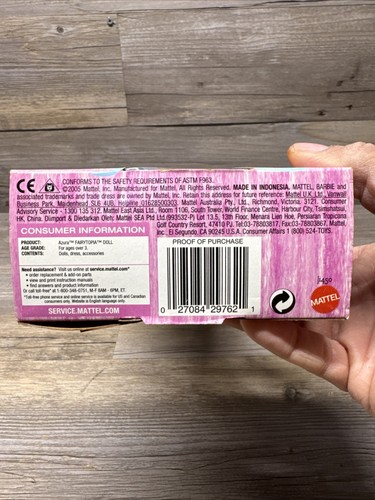 CE CONFORMS TO THE SAFETY REQUIREMENTS OF ASTM F963.
©2005 Mattel, Inc. Manufactured for Mattel. All Rights Reserved. MADE IN INDONESIA. MATTEL, BARBIE and
associated trademarks and trade dress are owned by Mattel, Inc. Retain this address for future reference: Mattel U.K. Ltd., Vanwall
Business Park, Maidenhead SL6 4UB. Helpline 01628500303. Mattel Australia Pty., Ltd., Richmond, Victoria. 3121. Consumer
Advisory Service - 1300 135 312. Mattel East Asia Ltd., Room 1106, South Tower, World Finance Centre, Harbour City, Tsimshatsui,
HK, China. Diimport & Diedarkan Oleh: Mattel SEA Ptd Ltd.(993532-P) Lot 13.5, 13th Floor, Menara Lien Hoe, Persiaran Tropicana
Golf Country Resort, 47410 PJ. Tel:03-78803817, Fax:03-78803867. Mattel, Inc.
El Segundo, CA 90245 U.S.A. Consumer Affairs 1 (800) 524-TOYS.
CONSUMER INFORMATION
PRODUCT: Azura™ FAIRYTOPIA™ DOLL
AGE GRADE: For ages over 3.
CONTENTS: Dolls, dress, accessories
Need assistance? Visit us online at service.mattel.com*
• order replacement & add-on parts
• view and print instruction manuals
• find answers and product information
Or call toll-free* at 1-800-348-0751, M-F 8AM - 6PM, ET.
*Toll-free phone service and online service is available for US and Canadian
consumers only. Website is English language only.
SERVICE.MATTEL.COM
PROOF OF PURCHASE
0 27084 29762 1
MATTEL